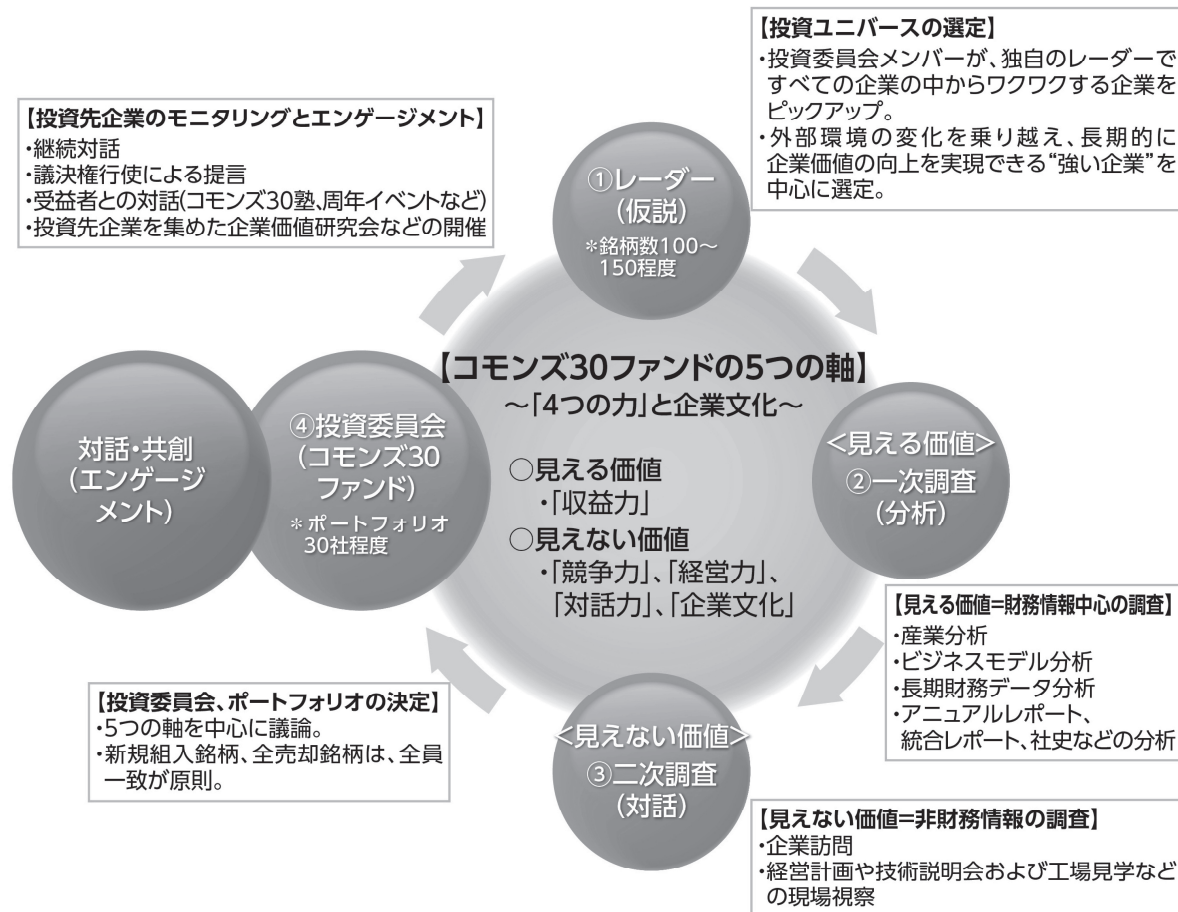 【投資ユニバースの選定】
・投資委員会メンバーが、独自のレーダーで
すべての企業の中からワクワクする企業を
ピックアップ。
・外部環境の変化を乗り越え、長期的に
企業価値の向上を実現できる“強い企業”を
中心に選定。
【投資先企業のモニタリングとエンゲージメント】
・継続対話
・議決権行使による提言
・受益者との対話(コモンズ30塾、周年イベントなど)
・投資先企業を集めた企業価値研究会などの開催
①レーダー
(仮説)
＊銘柄数100～
150程度
【コモンズ30ファンドの5つの軸】
～「4つの力」と企業文化～
○見える価値
・「収益力」
○見えない価値
・「競争力」、「経営力」、
「対話力」、「企業文化」
対話・共創
(エンゲージ
メント)
④投資委員会
(コモンズ30
ファンド)
＊ポートフォリオ
30社程度
<見える価値>
②一次調査
(分析)
【見える価値=財務情報中心の調査】
・産業分析
・ビジネスモデル分析
・長期財務データ分析
・アニュアルレポート、
統合レポート、社史などの分析
【投資委員会、ポートフォリオの決定】
・5つの軸を中心に議論。
・新規組入銘柄、全売却銘柄は、全員
一致が原則。
<見えない価値>
③二次調査
(対話)
【見えない価値=非財務情報の調査】
・企業訪問
・経営計画や技術説明会および工場見学など
の現場視察